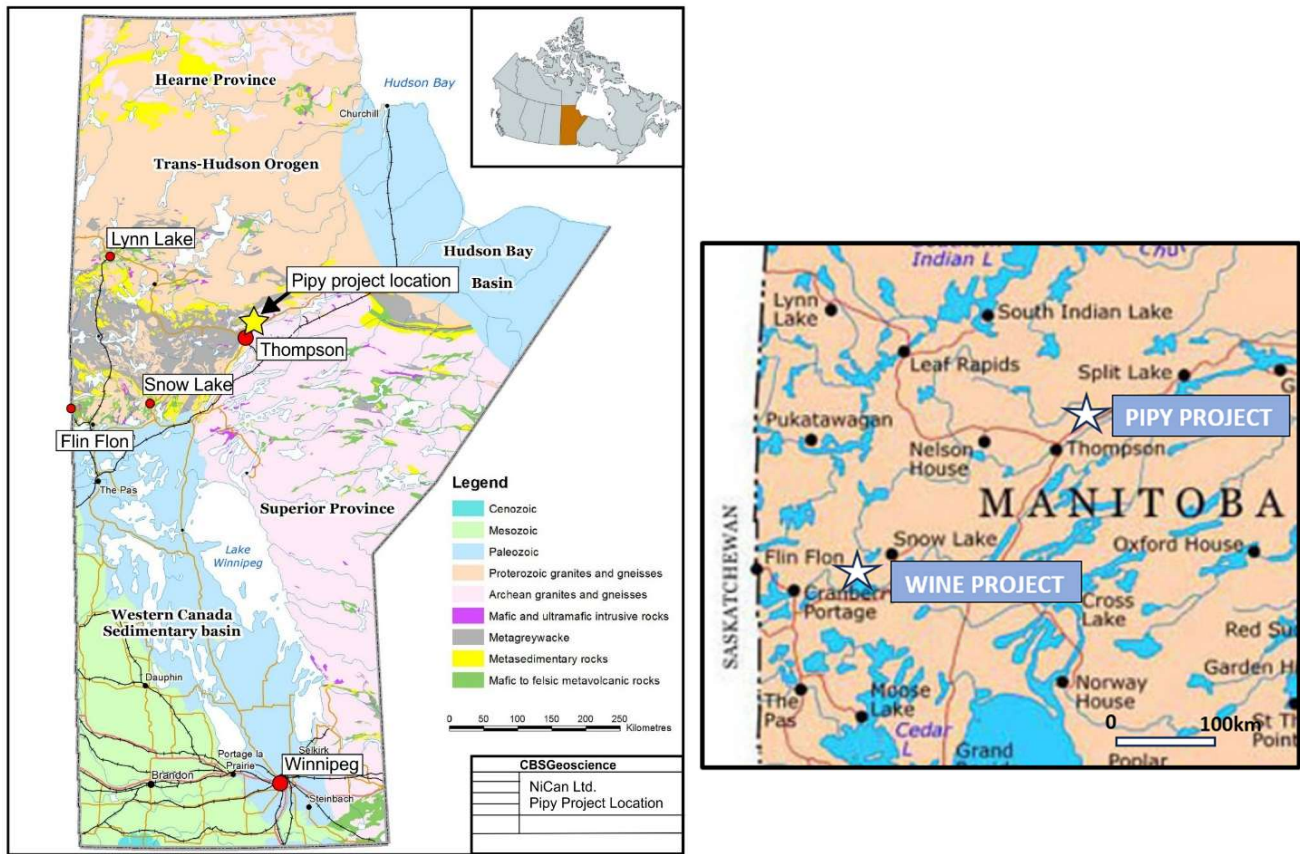 Hearne Province
Hudson Bay
Churchill
Trans-Hudson Orogen
Lynn Lake
Hudson Bay
Basin
Pipy project location
Thompson
Snow Lake
Flin Flon
The Pas
Superior Province
Lake
Winnipeg
Western Canada
Sedimentary basin
Dauphin
Portage la
Prairie
Selkirk
Winnipeg
Brandon
Steinbach
Legend
Cenozoic
Mesozoic
Paleozoic
Proterozoic granites and gneisses
Archean granites and gneisses
Mafic and ultramafic intrusive rocks
Metagreywacke
Metasedimentary rocks
Mafic to felsic metavolcanic rocks
0 50 100 150 200 250
Kilometres
CBSGeoscience
NiCan Ltd.
Pipy Project Location
Indian L
Lynn
Lake
South Indian Lake
Leaf Rapids
Split Lake
G
Pukatawagan
PIPY PROJECT
Nelson
House
Thompson
MANITOBA
SASKATCHEWAN
Snow Lake
Oxford House
Flin Flon
WINE PROJECT
Cranber
Portage
Cross
Lake
Red Su
Garden Hi
The
Pas
Moose
Lake
Norway
House
Cedar
L
0 100km
St Th
Point
Grand
Poplar